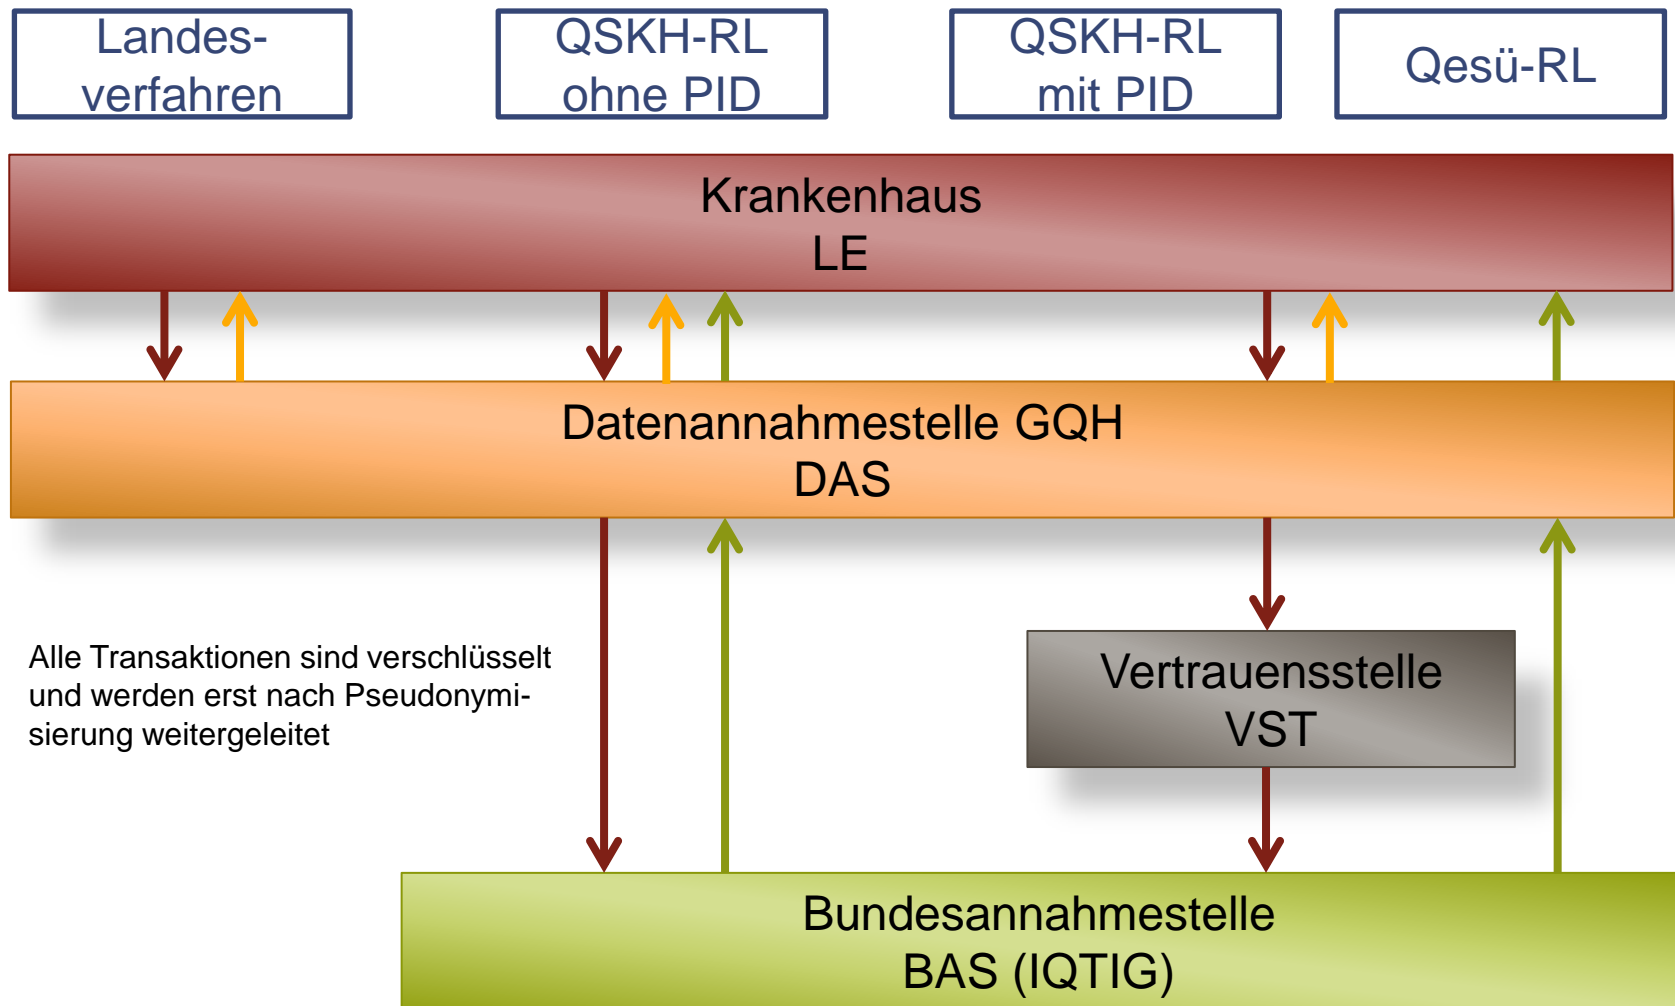 Landes-
verfahren
QSKH-RL
ohne PID
QSKH-RL
mit PID
Qesü-RL
Krankenhaus
LE
Datenannahmestelle GQH
DAS
Alle Transaktionen sind verschlüsselt
und werden erst nach Pseudonymi-
sierung weitergeleitet
Vertrauensstelle
VST
Bundesannahmestelle
BAS (IQTIG)